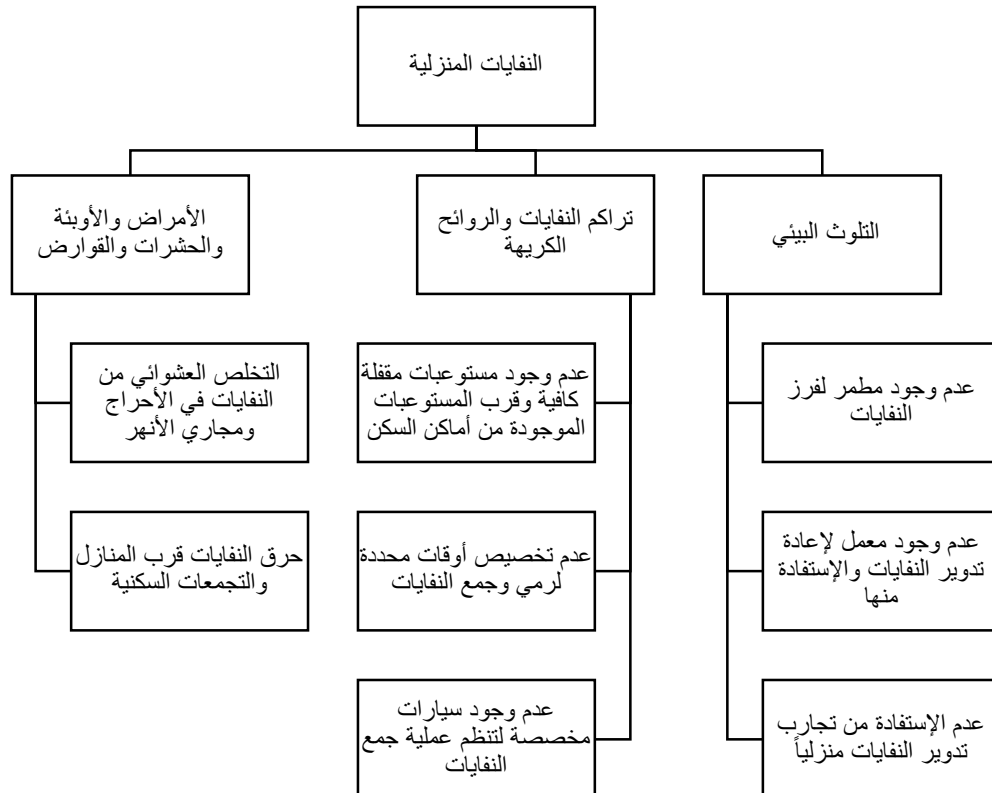 النفايات المنزلية
التلوث البيئي
عدم وجود مطمر لفرز
النفايات
عدم وجود معمل لإعادة
تدوير النفايات والإستفادة
منها
عدم الإستفادة من تجارب
تدوير النفايات منزلياً
تراكم النفايات والروائح
الكريهة
عدم وجود مستوعبات مقفلة
كافية وقرب المستوعبات
الموجودة من أماكن السكن
عدم تخصيص أوقات محددة
لرمي وجمع النفايات
عدم وجود سيارات
مخصصة لتنظم عملية جمع
النفايات
الأمراض والأوبئة
والحشرات والقوارض
التخلص العشوائي من
النفايات في الأحراج
ومجاري الأنهر
حرق النفايات قرب المنازل
والتجمعات السكنية